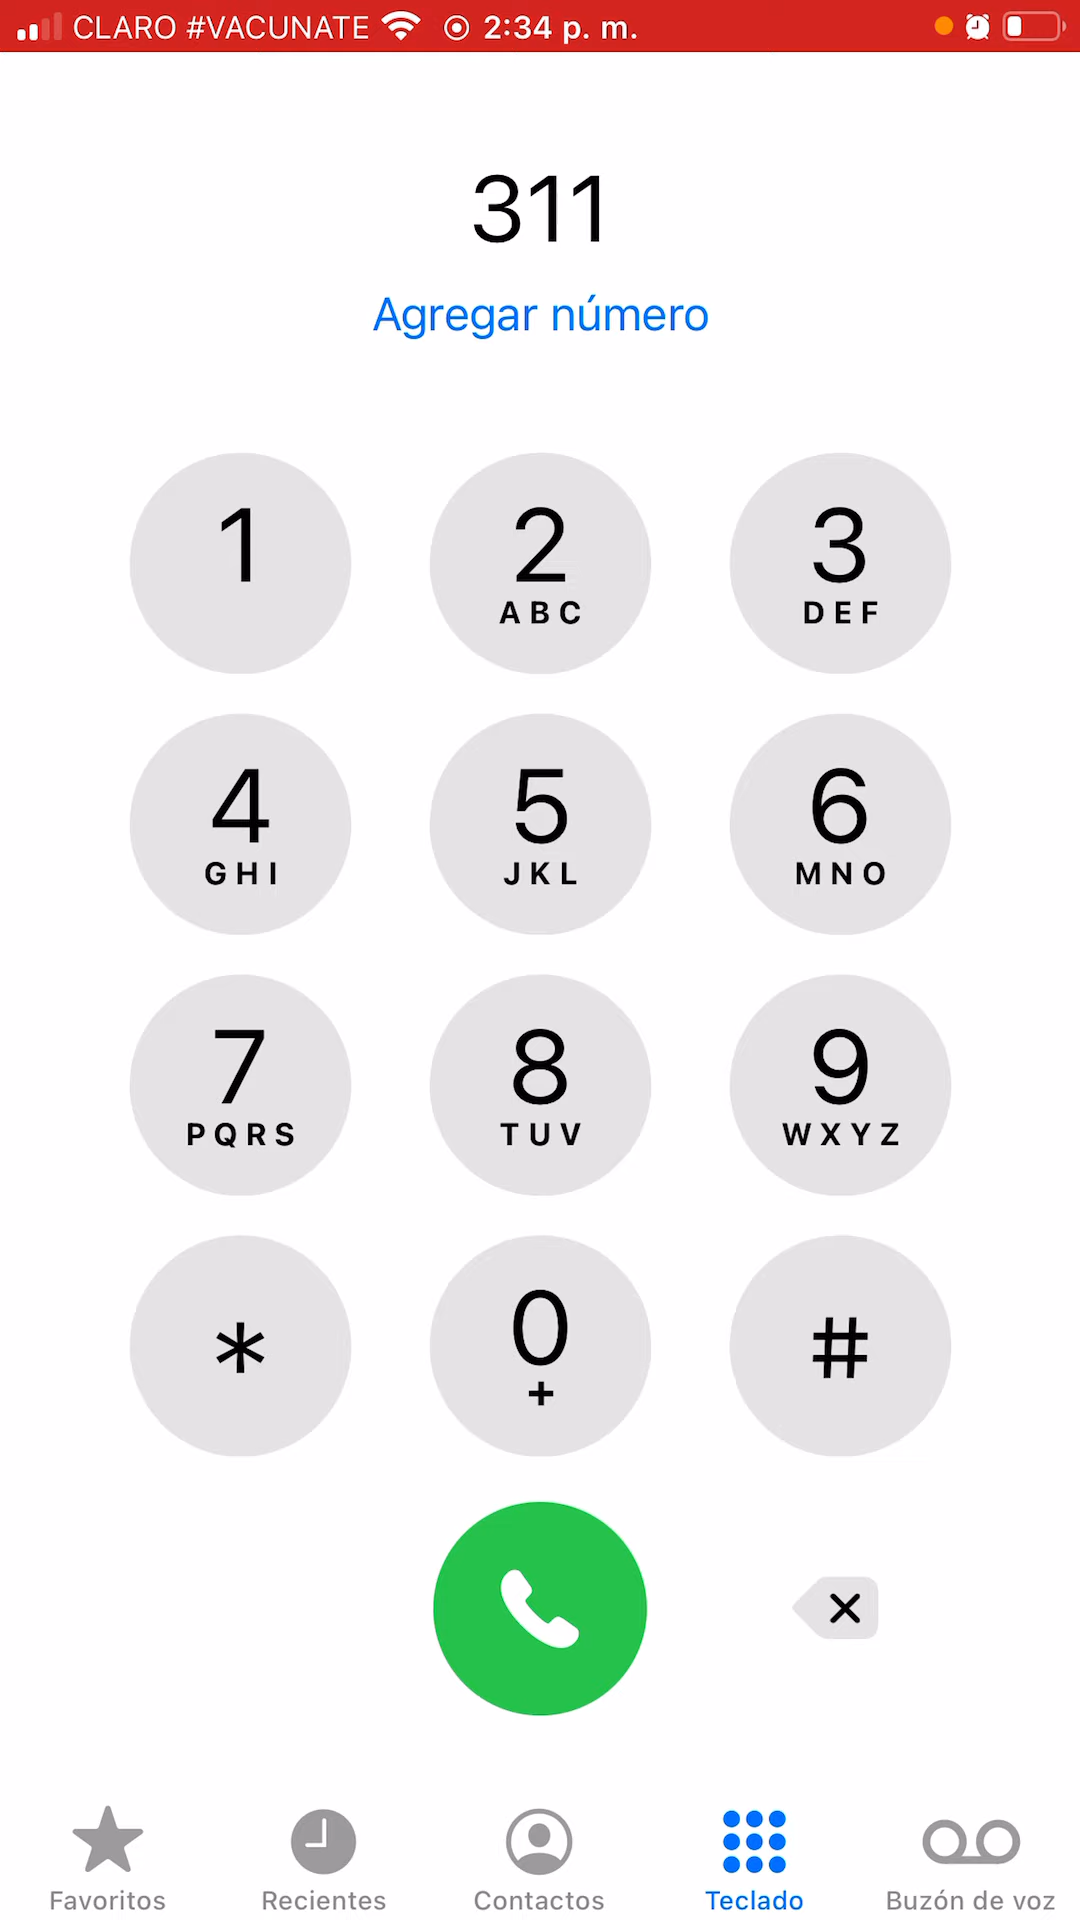 CLARO #VACUNATE 2:34 p. m.
311
Agregar número
1 2 3
ABC DEF
4 5 6
GHI JKL MNO
7 8 9
PQRS TUV WXYZ
* 0 #
+
Favoritos Recientes Contactos Teclado Buzón de voz